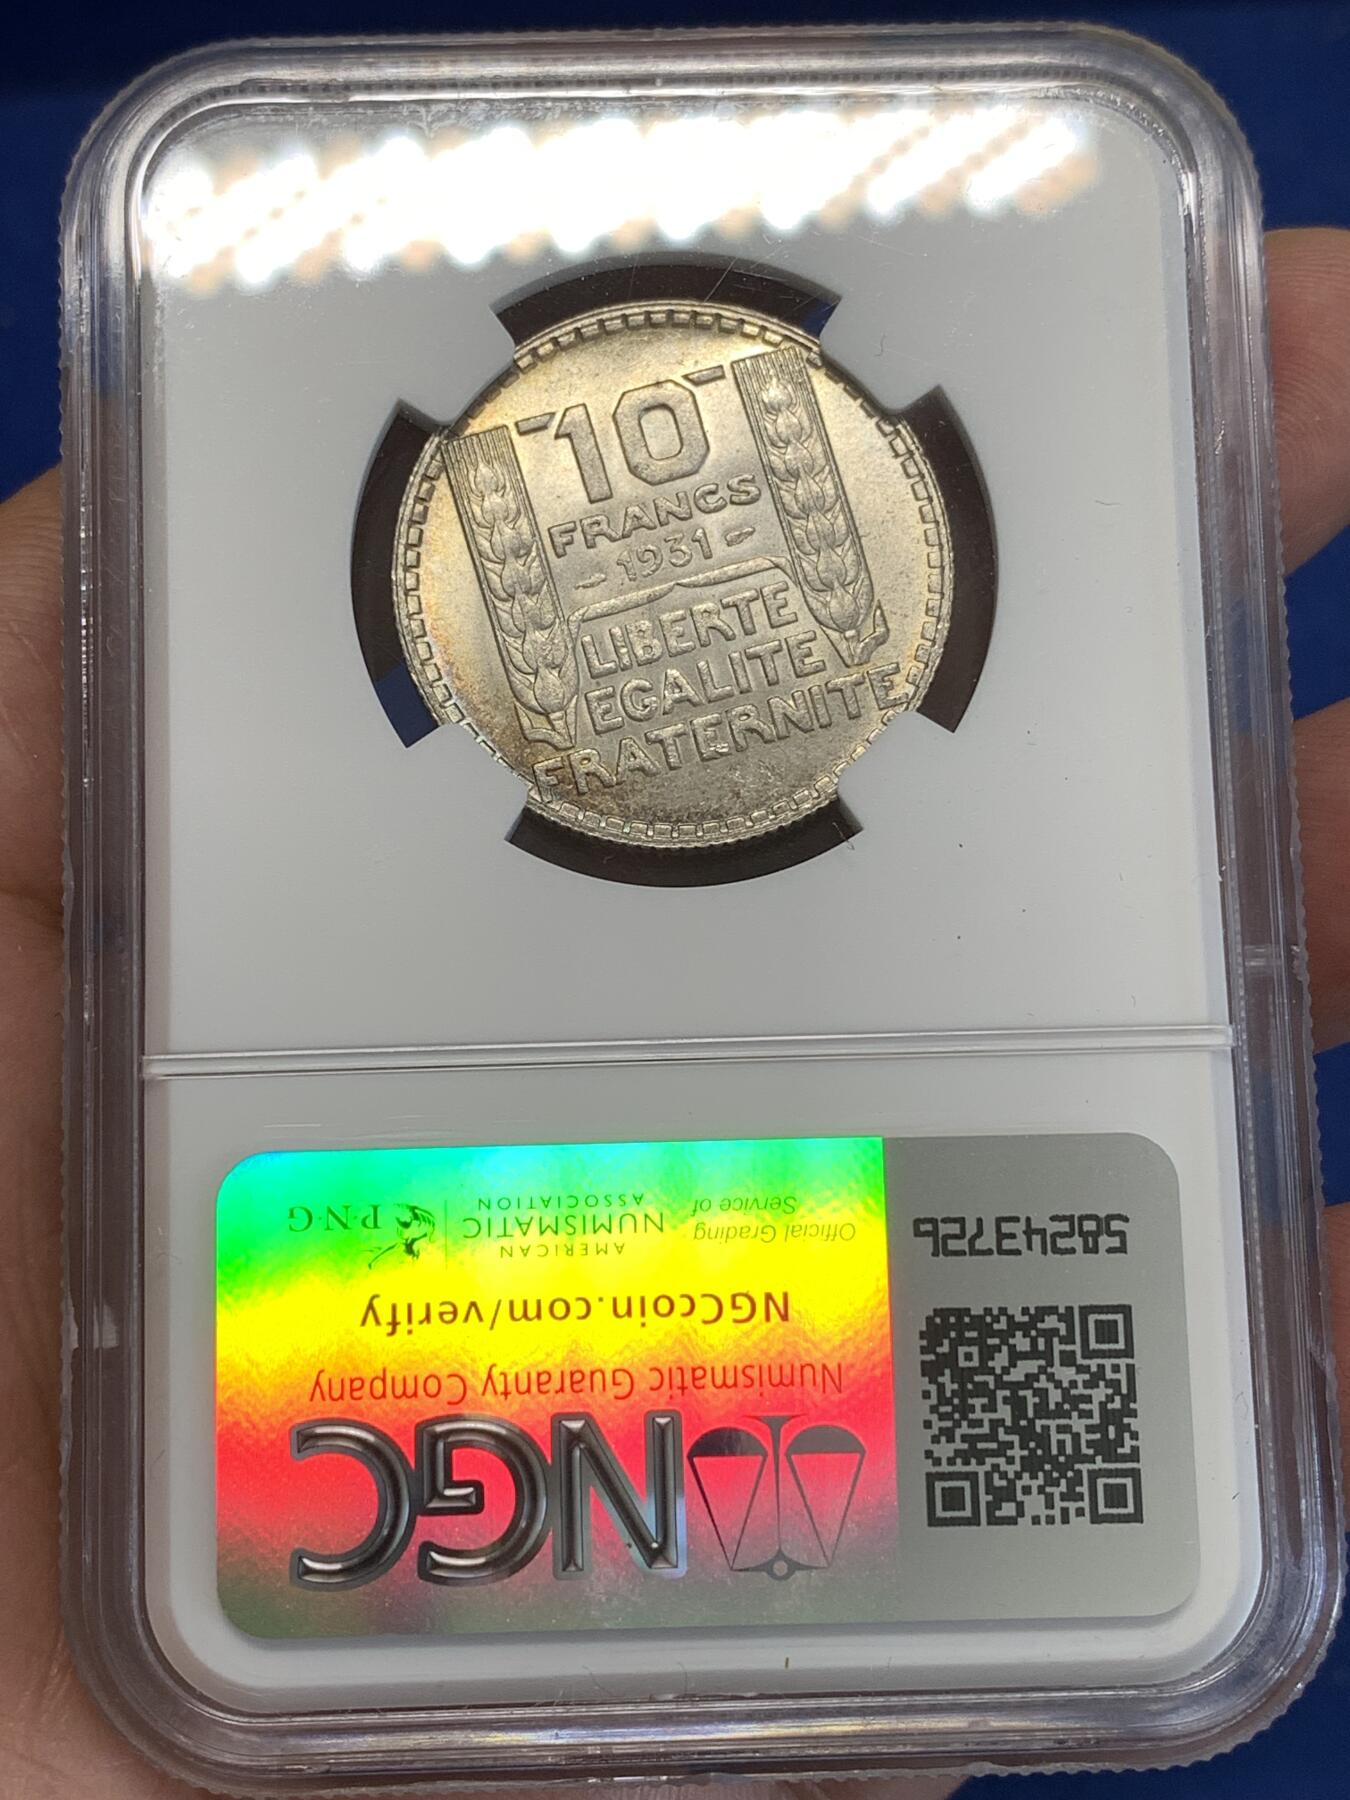 10
FRANCS
1931
LIBERTE
EGALITE
FRATERNITE
NGC
Numismatic Guaranty Company
NGCcoin.com/verify
Official Grading
Service of
AMERICAN
NUMISMATIC
ASSOCIATION
P·N·G
58243726